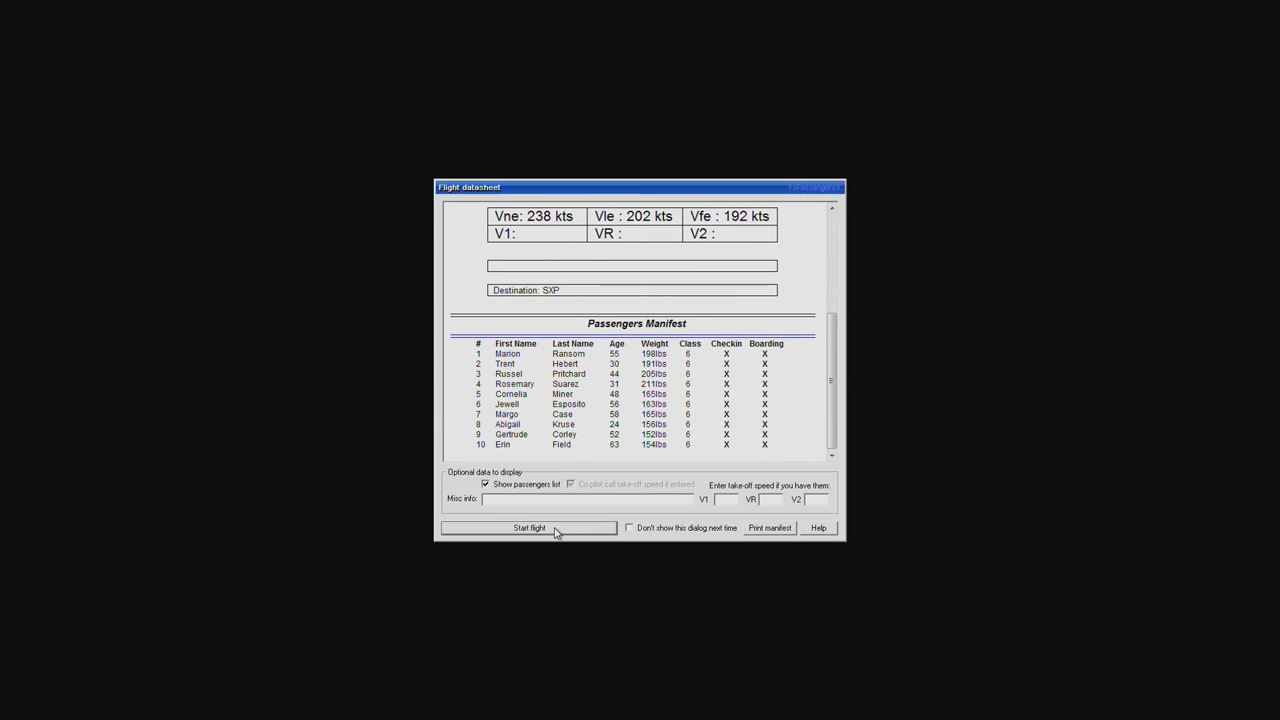 Flight datasheet FsPassengersX
Vne: 238 kts Vle : 202 kts Vfe : 192 kts
V1: VR : V2 :
Destination: SXP
Passengers Manifest
# First Name Last Name Age Weight Class Checkin Boarding
1 Marion Ransom 55 198lbs 6 X X
2 Trent Hebert 30 191lbs 6 X X
3 Russel Pritchard 44 205lbs 6 X X
4 Rosemary Suarez 31 211lbs 6 X X
5 Cornelia Miner 48 165lbs 6 X X
6 Jewell Esposito 56 163lbs 6 X X
7 Margo Case 58 165lbs 6 X X
8 Abigail Kruse 24 156lbs 6 X X
9 Gertrude Corley 52 152lbs 6 X X
10 Erin Field 63 154lbs 6 X X
Optional data to display
Show passengers list Co-pilot call take-off speed if entered Enter take-off speed if you have them:
Misc info: V1 VR V2
Start flight Don't show this dialog next time Print manifest Help